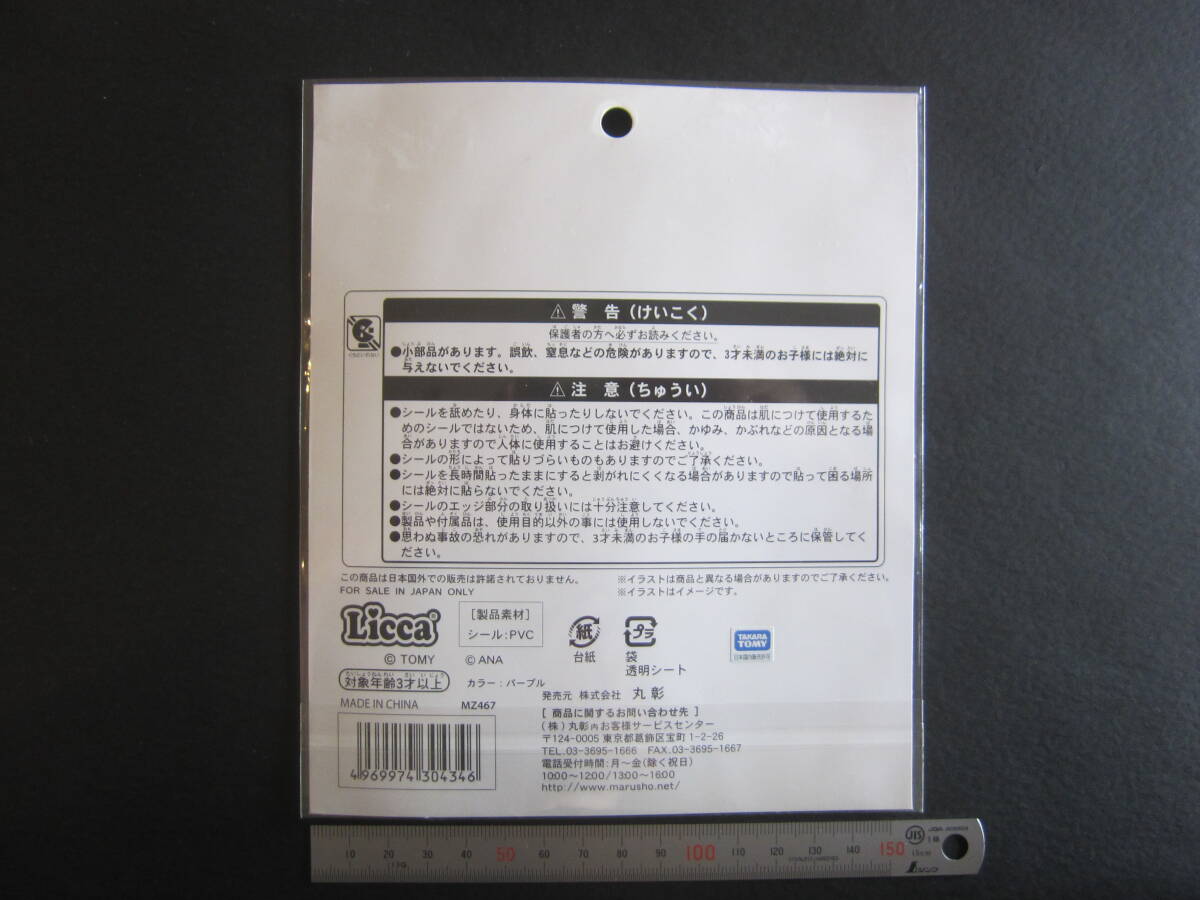 ⚠ 警 告(けいこく)
保護者の方へ必ずお読みください。
●小部品があります。誤飲、窒息などの危険がありますので、3才未満のお子様には絶対に
与えないでください。
⚠ 注 意(ちゅうい)
●シールを舐めたり、身体に貼ったりしないでください。この商品は肌につけて使用するた
めのシールではないため、肌につけて使用した場合、かゆみ、かぶれなどの原因となる場
合がありますので人体に使用することはお避けください。
●シールの形によって貼りづらいものもありますのでご了承ください。
●シールを長時間貼ったままにすると剥がれにくくなる場合がありますので貼って困る場所
には絶対に貼らないでください。
●シールのエッジ部分の取り扱いには十分注意してください。
●製品や付属品は、使用目的以外の事には使用しないでください。
●思わぬ事故の恐れがありますので、3才未満のお子様の手の届かないところに保管してく
ださい。
この商品は日本国外での販売は許諾されておりません。
FOR SALE IN JAPAN ONLY
※イラストは商品と異なる場合がありますのでご了承ください。
※イラストはイメージです。
Licca®
[製品素材]
シール:PVC
紙
台紙
プラ
袋
透明シート
TAKARA
TOMY
© TOMY
© ANA
対象年齢3才以上
カラー:パープル
MADE IN CHINA
MZ467
4969974304346
発売元 株式会社 丸彰
[ 商品に関するお問い合わせ先 ]
(株)丸彰内お客様サービスセンター
〒124-0005 東京都葛飾区宝町1-2-26
TEL.03-3695-1666 FAX.03-3695-1667
電話受付時間:月~金(除く祝日)
10:00~12:00/13:00~16:00
http://www.marusho.net/
10 20 30 40 50 60 70 80 90 100 110 120 130 140 150
JIS